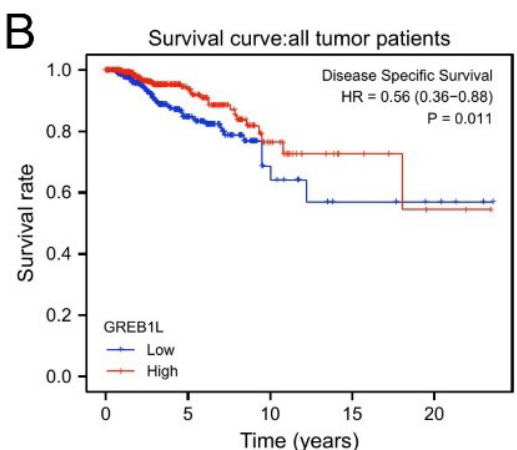 B
Survival curve:all tumor patients
Disease Specific Survival
HR = 0.56 (0.36−0.88)
P = 0.011
Survival rate
1.0
0.8
0.6
0.4
0.2
0.0
GREB1L
Low
High
0 5 10 15 20
Time (years)